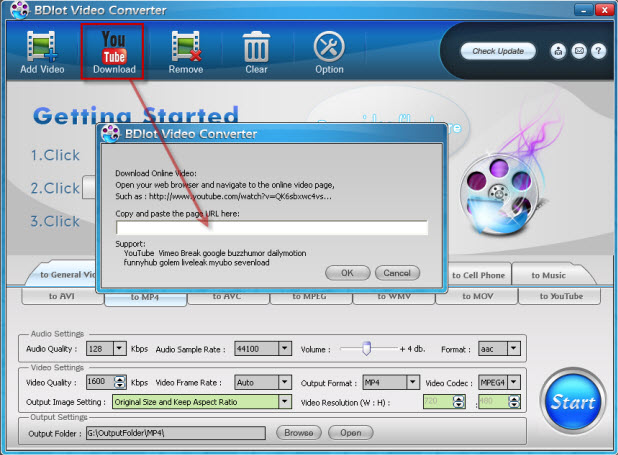 BDlot Video Converter
Add Video
You Tube
Download
Remove
Clear
Option
Check Update
?
Getting Started
here
1.Click
2.Click
3.Click
BDlot Video Converter
Download Online Video:
Open your web browser and navigate to the online video page,
Such as : http://www.youtube.com/watch?v=QK6sbxwc4vs...
Copy and paste the page URL here:
Support:
YouTube Vimeo Break google buzzhumor dailymotion
funnyhub golem liveleak myubo sevenload
OK Cancel
to General Vid to Cell Phone to Music
to AVI to MP4 to AVC to MPEG to WMV to MOV to YouTube
Audio Settings
Audio Quality : 128 Kbps Audio Sample Rate : 44100 Volume : + 4 db. Format : aac
Video Settings
Video Quality : 1600 Kbps Video Frame Rate : Auto Output Format : MP4 Video Codec : MPEG4
Output Image Setting : Original Size and Keep Aspect Ratio Video Resolution (W : H) : 720 : 480
Output Settings
Output Folder : G:\OutputFolder\MP4\ Browse Open
Start